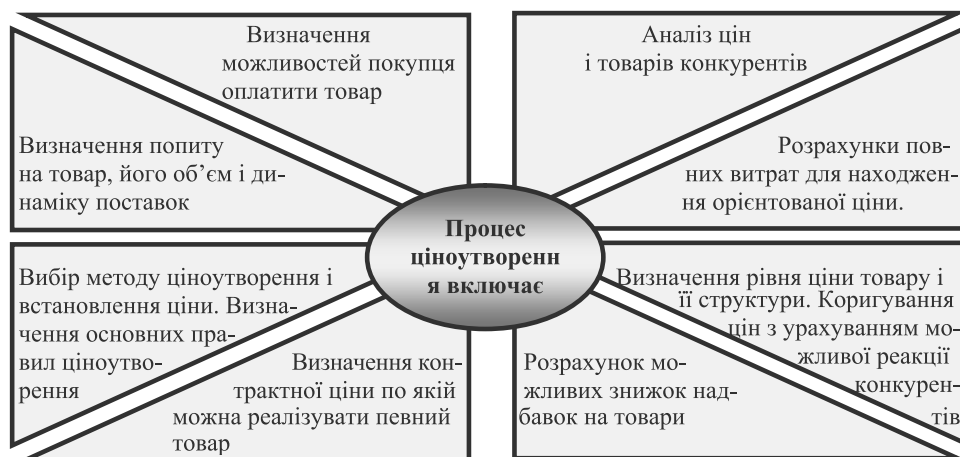 Визначення
можливостей покупця
оплатити товар
Аналіз цін
і товарів конкурентів
Визначення попиту
на товар, його об’єм і ди-
наміку поставок
Розрахунки пов-
них витрат для находжен-
ня орієнтованої ціни.
Процес
ціноутворенн
я включає
Вибір методу ціноутворення і
встановлення ціни. Визна-
чення основних пра-
вил ціноутво-
рення
Визначення кон-
трактної ціни по якій
можна реалізувати певний
товар
Розрахунок мо-
жливих знижок над-
бавок на товари
Визначення рівня ціни товару і
її структури. Коригування
цін з урахуванням мо-
жливої реакції
конкурен-
тів